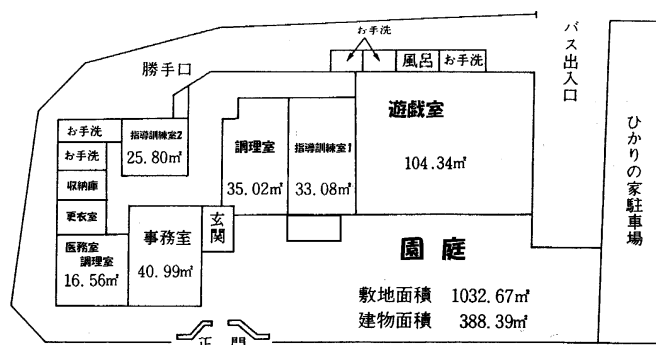 お手洗
バス出入口
勝手口
風呂
お手洗
ひかりの家駐車場
遊戯室
104.34㎡
お手洗
指導訓練室2
25.80㎡
調理室
35.02㎡
指導訓練室1
33.08㎡
お手洗
収納庫
更衣室
医務室
調理室
16.56㎡
事務室
40.99㎡
玄関
園庭
敷地面積 1032.67㎡
建物面積 388.39㎡
正門